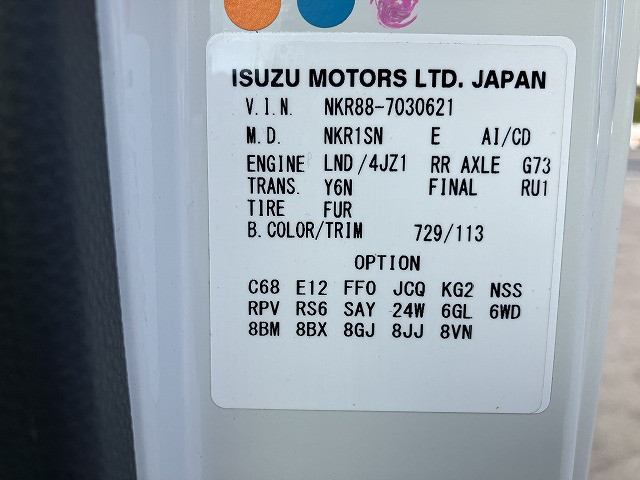 ISUZU MOTORS LTD. JAPAN
V.I.N. NKR88-7030621
M.D. NKR1SN E AI/CD
ENGINE LND/4JZ1 RR AXLE G73
TRANS. Y6N FINAL RU1
TIRE FUR
B.COLOR/TRIM 729/113
OPTION
C68 E12 FF0 JCQ KG2 NSS
RPV RS6 SAY 24W 6GL 6WD
8BM 8BX 8GJ 8JJ 8VN